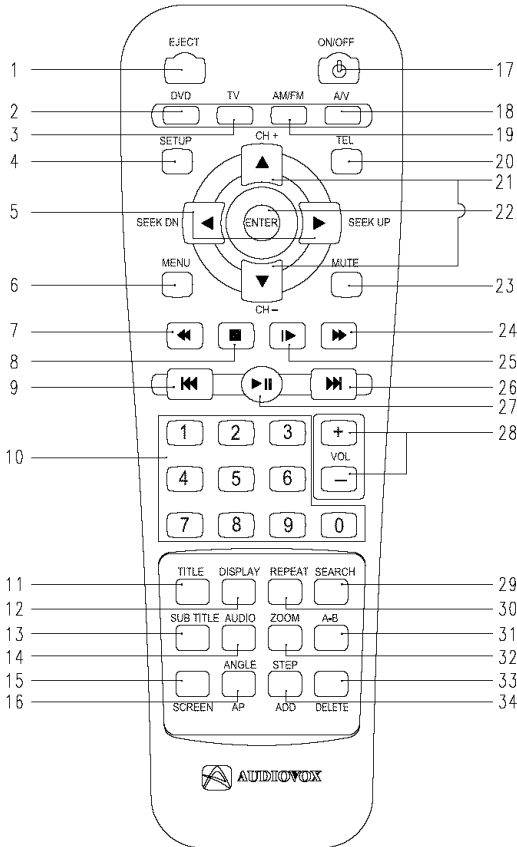 EJECT ON/OFF
1 17
DVD TV AM/FM A/V
2 18
3 19
SETUP CH + TEL
4 20
21
5 SEEK DN ENTER SEEK UP 22
MENU MUTE
6 23
CH –
7 24
8 25
9 26
27
1 2 3 + 28
10 VOL
4 5 6 –
7 8 9 0
TITLE DISPLAY REPEAT SEARCH
11 29
12 30
SUB TITLE AUDIO ZOOM A-B
13 31
14 32
ANGLE STEP
15 33
16 SCREEN AP ADD DELETE 34
AUDIOVOX